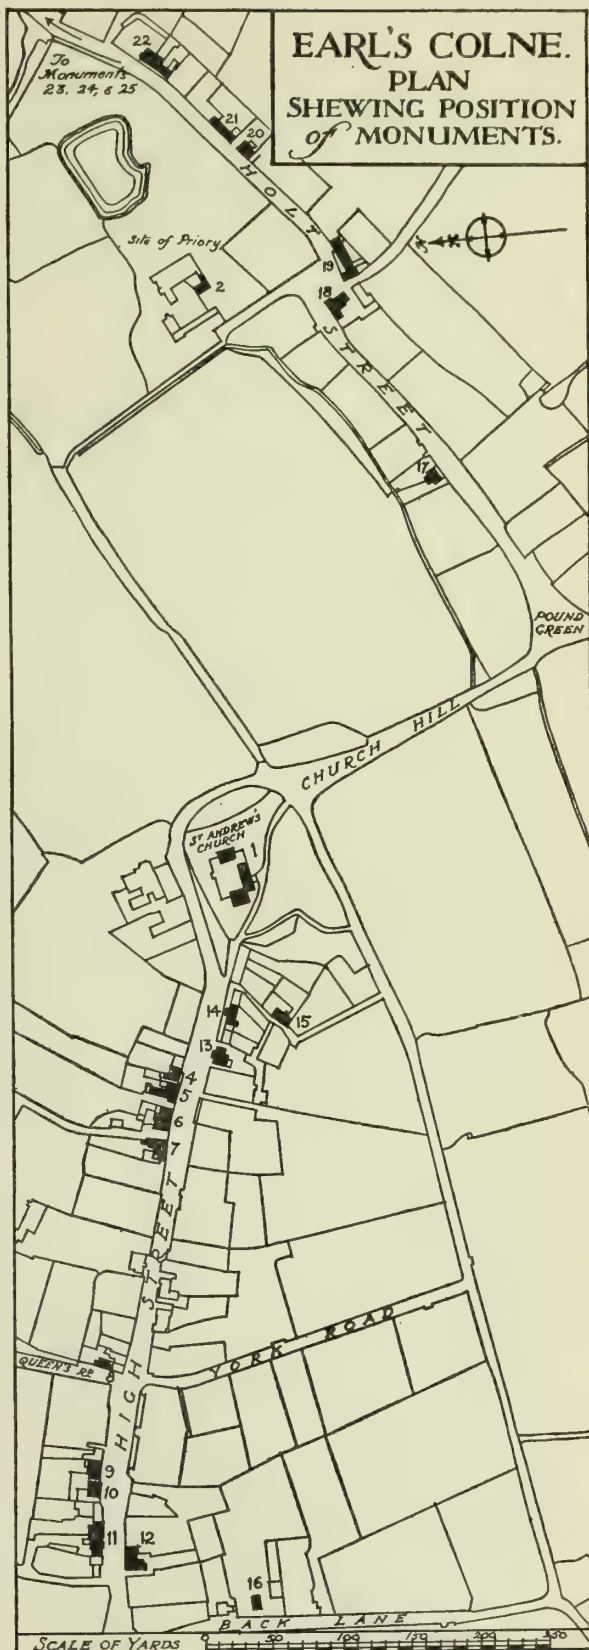 EARL'S COLNE.
PLAN
SHEWING POSITION
of MONUMENTS.
22
To
Monuments
23, 24, & 25
21
20
HOLT STREET
Site of Priory
19
2
18
17
POUND
GREEN
CHURCH HILL
ST ANDREW'S
CHURCH
1
14
15
13
4
5
6
7
HIGH STREET
YORK ROAD
QUEEN'S RD
8
9
10
11
12
16
BACK LANE
SCALE OF YARDS 0 50 100 150 200 250